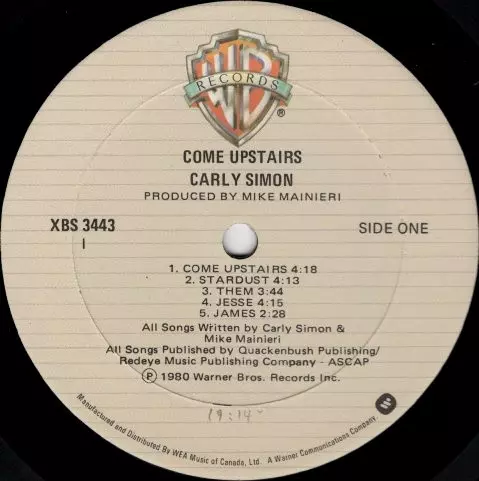 WB
RECORDS
®
COME UPSTAIRS
CARLY SIMON
PRODUCED BY MIKE MAINIERI
XBS 3443
SIDE ONE
1. COME UPSTAIRS 4:18
2. STARDUST 4:13
3. THEM 3:44
4. JESSE 4:15
5. JAMES 2:28
All Songs Written by Carly Simon &
Mike Mainieri
All Songs Published by Quackenbush Publishing/
Redeye Music Publishing Company - ASCAP
℗ 1980 Warner Bros. Records Inc.
19:14
Manufactured and Distributed By WEA Music of Canada, Ltd. A Warner Communications Company